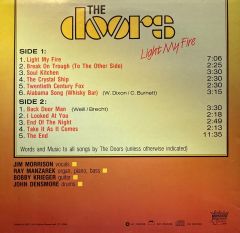 THE
doors
Light My Fire
SIDE 1:
1. Light My Fire 7:06
2. Break On Trough (To The Other Side) 2:25
3. Soul Kitchen 3:30
4. The Crystal Ship 2:30
5. Twentieth Century Fox 2:30
6. Alabama Song (Whisky Bar) (W. Dixon / C. Burnett) 3:15
SIDE 2:
1. Back Door Man (Weill / Brecht) 3:30
2. I Looked At You 2:18
3. End Of The Night 2:49
4. Take It As It Comes 2:13
5. The End 11:35
Words and Music to all songs by The Doors (unless otherwise indicated)
JIM MORRISON vocals
RAY MANZAREK organ, piano, bass
BOBBY KRIEGER guitar
JOHN DENSMORE drums